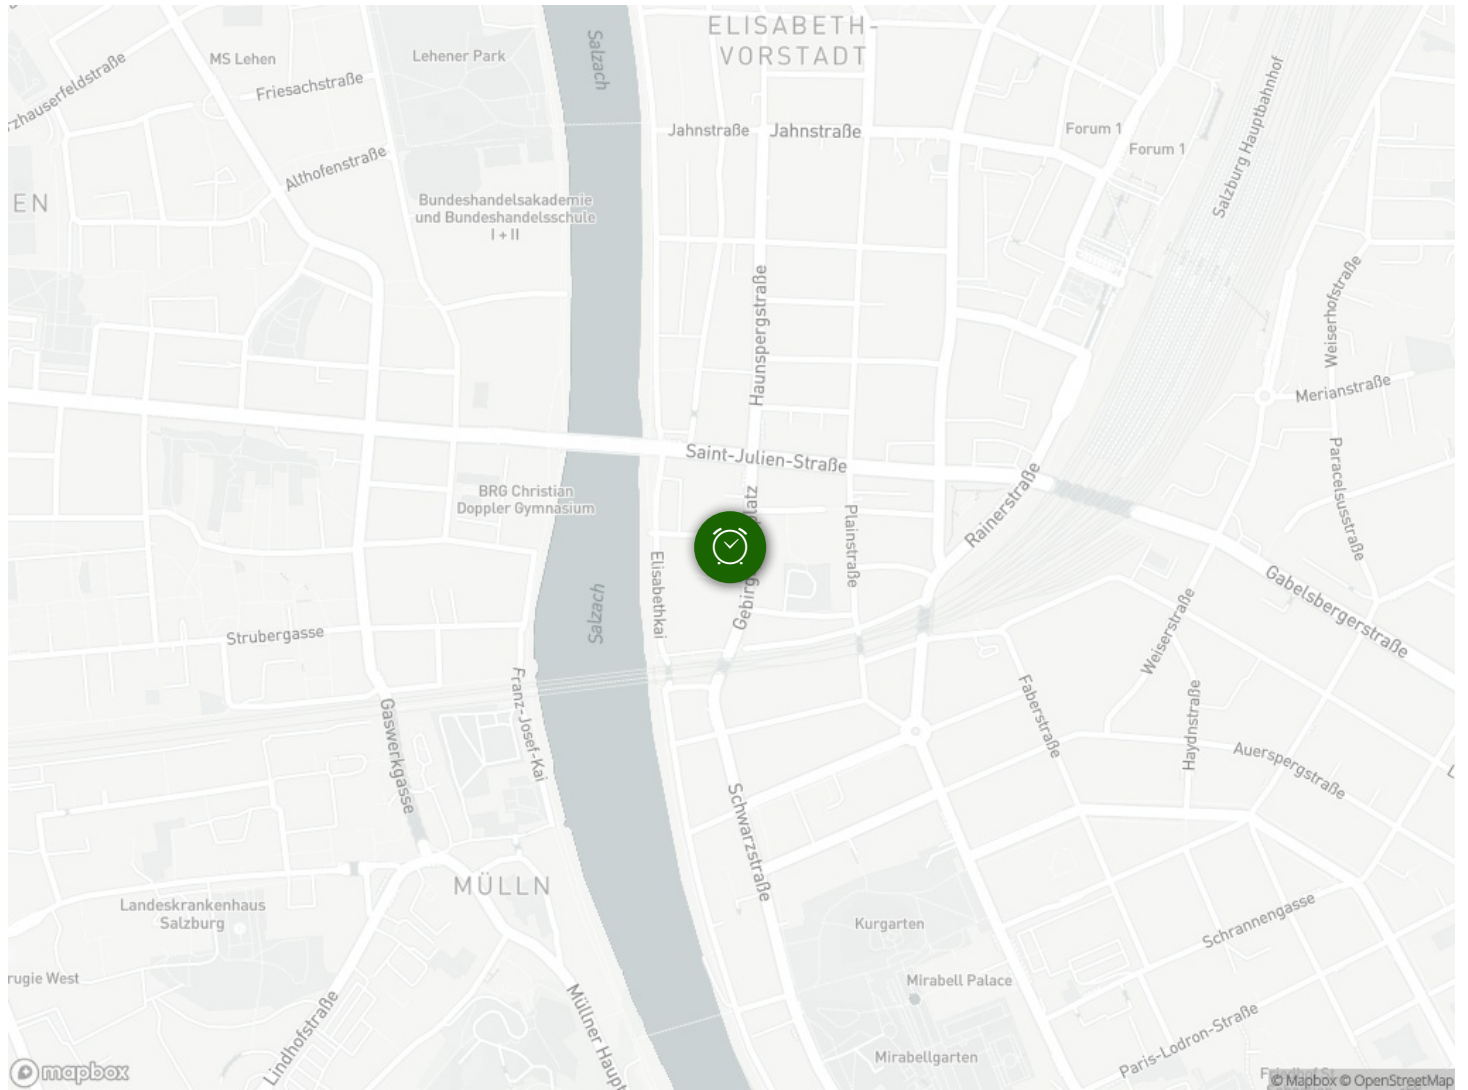 ELISABETH-
VORSTADT
Salzach
MS Lehen
Lehener Park
Friesachstraße
Jahnstraße
Jahnstraße
Forum 1
Forum 1
Salzburg Hauptbahnhof
Althofenstraße
Bundeshandelsakademie
und Bundeshandelsschule
I + II
Haunspergstraße
Weiserhofstraße
Merianstraße
Saint-Julien-Straße
Paracelsusstraße
BRG Christian
Doppler Gymnasium
Rainerstraße
Plainstraße
Elisabethkai
Salzach
Gabelsbergerstraße
Strubergasse
Weiserstraße
Franz-Josef-Kai
Faberstraße
Haydnstraße
Gaswerkgasse
Auerspergstraße
Schwarzstraße
MÜLLN
Landeskrankenhaus
Salzburg
Kurgarten
Schrannengasse
Mirabell Palace
Lindhofstraße
Müllner Haupt
Mirabellgarten
Paris-Lodron-Straße
mapbox
© Mapbox © OpenStreetMap